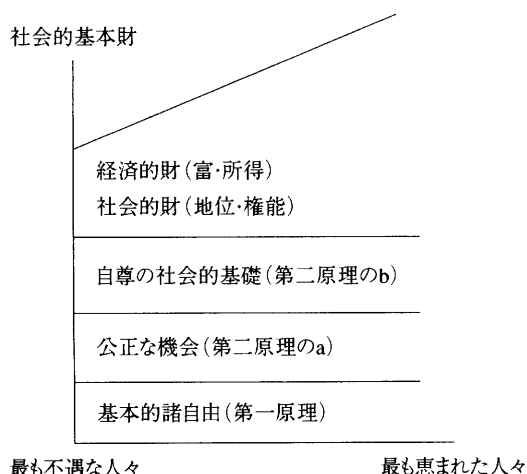 社会的基本財
経済的財(富·所得)
社会的財(地位·権能)
自尊の社会的基礎(第二原理のb)
公正な機会(第二原理のa)
基本的諸自由(第一原理)
最も不遇な人々
最も恵まれた人々